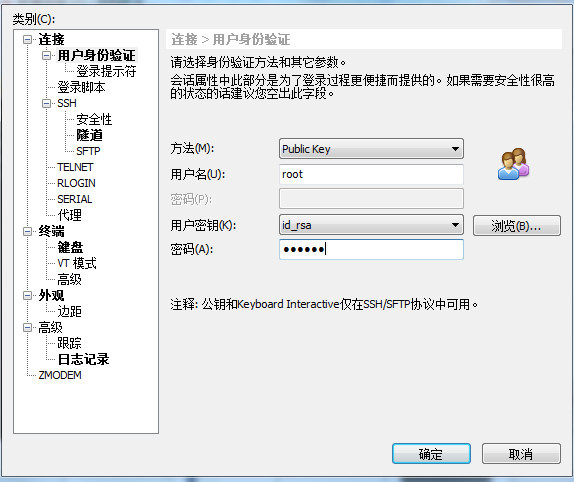 类别(C):
连接
用户身份验证
登录提示符
登录脚本
SSH
安全性
隧道
SFTP
TELNET
RLOGIN
SERIAL
代理
终端
键盘
VT 模式
高级
外观
边距
高级
跟踪
日志记录
ZMODEM
连接 > 用户身份验证
请选择身份验证方法和其它参数。
会话属性中此部分是为了登录过程更便捷而提供的。如果需要安全性很高
的状态的话建议您空出此字段。
方法(M): Public Key
用户名(U): root
密码(P):
用户密钥(K): id_rsa 浏览(B)...
密码(A): ●●●●●●
注释: 公钥和Keyboard Interactive仅在SSH/SFTP协议中可用。
确定 取消